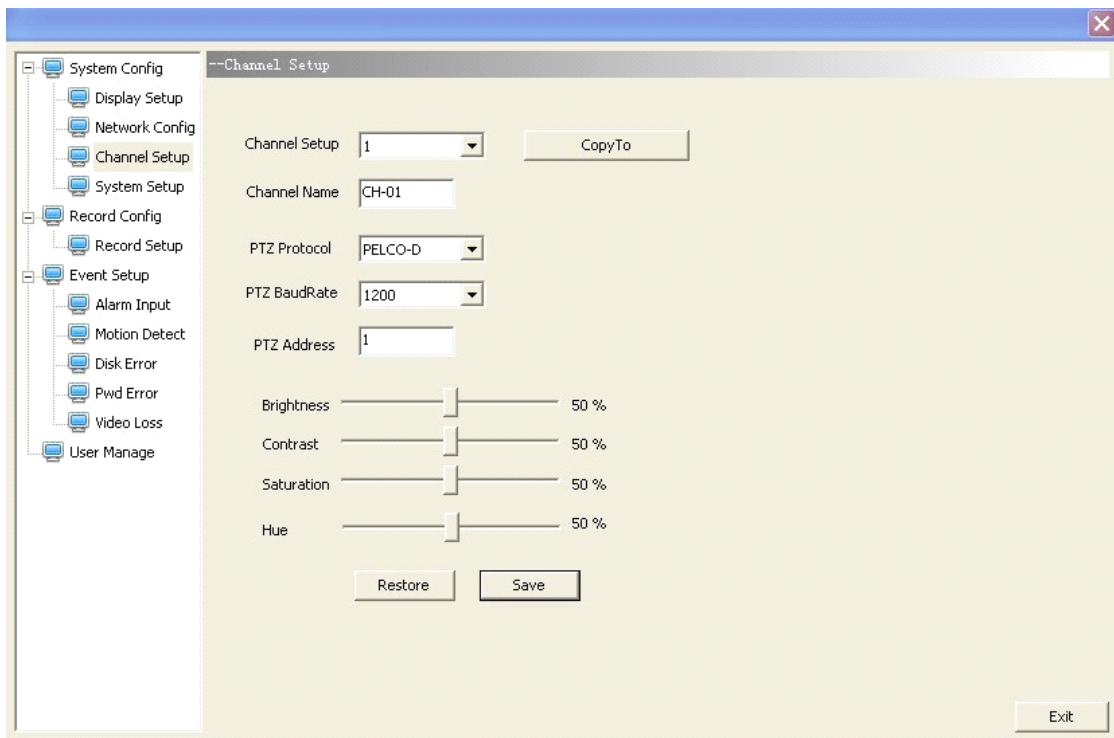 System Config
Display Setup
Network Config
Channel Setup
System Setup
Record Config
Record Setup
Event Setup
Alarm Input
Motion Detect
Disk Error
Pwd Error
Video Loss
User Manage
--Channel Setup
Channel Setup 1 CopyTo
Channel Name CH-01
PTZ Protocol PELCO-D
PTZ BaudRate 1200
PTZ Address 1
Brightness 50 %
Contrast 50 %
Saturation 50 %
Hue 50 %
Restore Save
Exit